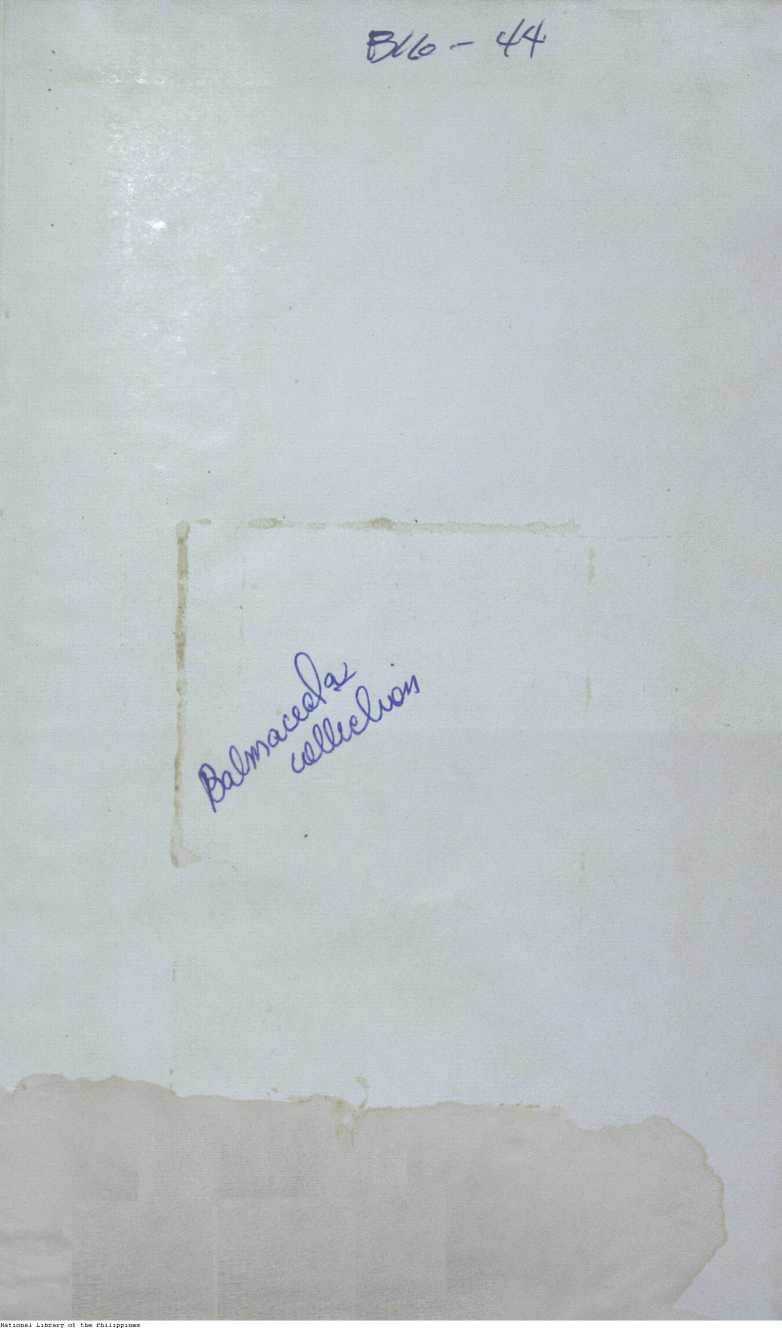 B16 - 44
Balmaceda
collection
National Library of the Philippines